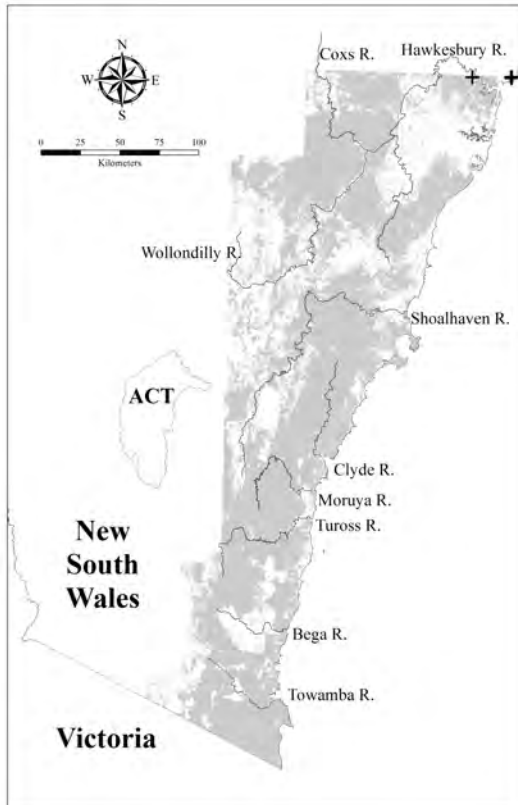 Coxs R.
Hawkesbury R.
N
W
E
S
0 25 50 75 100
Kilometers
Wollondilly R.
Shoalhaven R.
ACT
Clyde R.
Moruya R.
Tuross R.
New
South
Wales
Bega R.
Towamba R.
Victoria